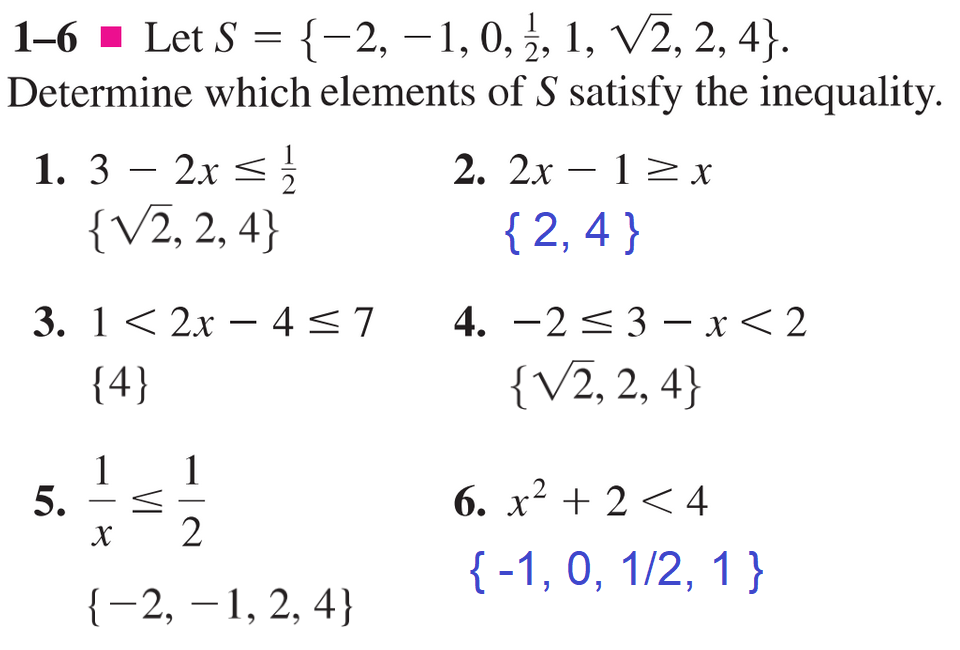 1–6 ■ Let S = {−2, −1, 0, 1/2, 1, √2, 2, 4}.
Determine which elements of S satisfy the inequality.
1. 3 − 2x ≤ 1/2
{√2, 2, 4}
2. 2x − 1 ≥ x
{ 2, 4 }
3. 1 < 2x − 4 ≤ 7
{4}
4. −2 ≤ 3 − x < 2
{√2, 2, 4}
5. 1/x ≤ 1/2
{−2, −1, 2, 4}
6. x² + 2 < 4
{ -1, 0, 1/2, 1 }